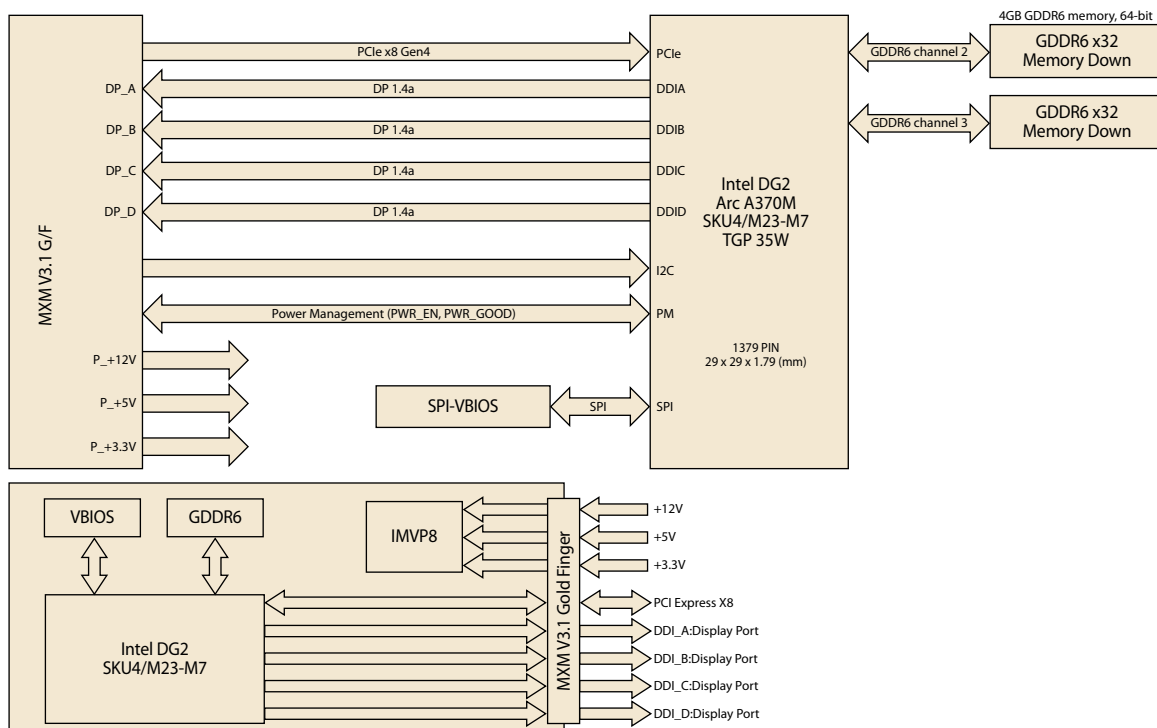 4GB GDDR6 memory, 64-bit
PCIe x8 Gen4
PCIe
GDDR6 channel 2
GDDR6 x32
Memory Down
DP_A
DP 1.4a
DDIA
DP_B
DP 1.4a
DDIB
GDDR6 channel 3
GDDR6 x32
Memory Down
DP_C
DP 1.4a
DDIC
DP_D
DP 1.4a
DDID
Intel DG2
Arc A370M
SKU4/M23-M7
TGP 35W
MXM V3.1 G/F
I2C
Power Management (PWR_EN, PWR_GOOD)
PM
1379 PIN
29 x 29 x 1.79 (mm)
P_+12V
P_+5V
P_+3.3V
SPI-VBIOS
SPI
SPI
VBIOS
GDDR6
IMVP8
MXM V3.1 Gold Finger
+12V
+5V
+3.3V
Intel DG2
SKU4/M23-M7
PCI Express X8
DDI_A:Display Port
DDI_B:Display Port
DDI_C:Display Port
DDI_D:Display Port